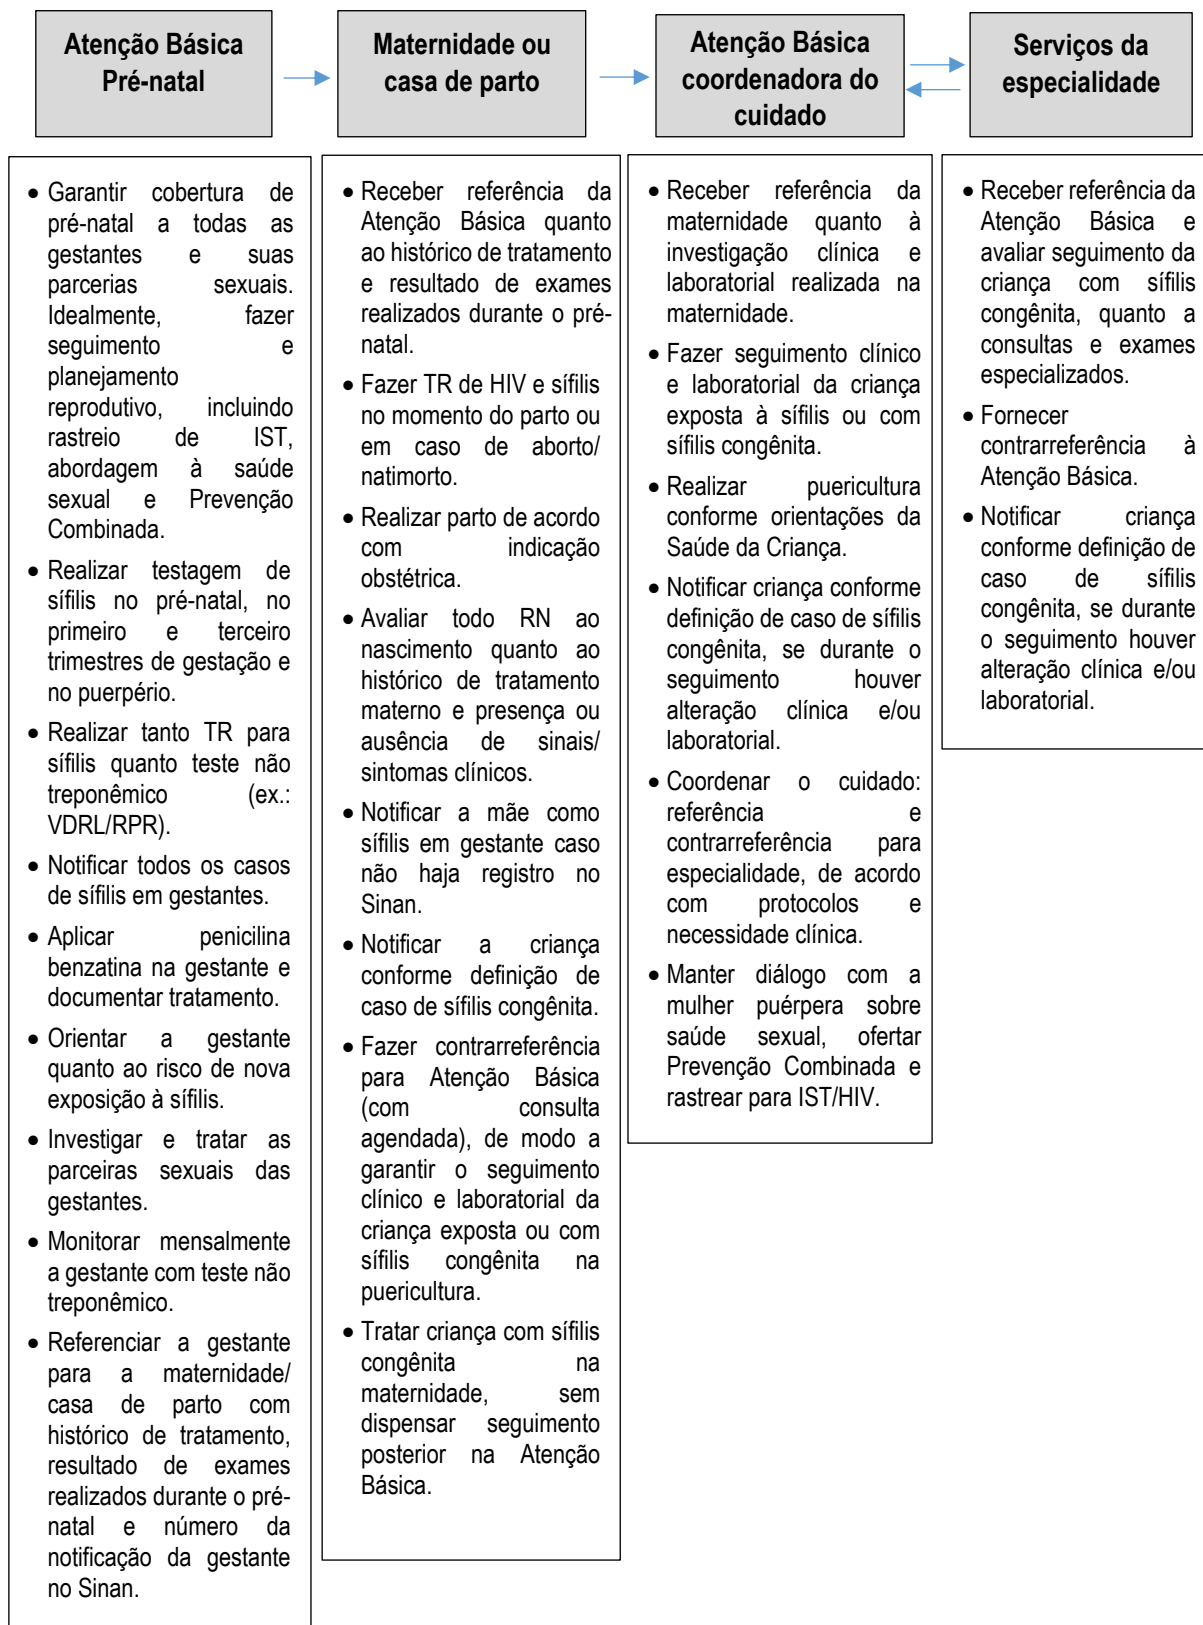 Atenção Básica
Pré-natal
Maternidade ou
casa de parto
Atenção Básica
coordenadora do
cuidado
Serviços da
especialidade
• Garantir cobertura de
pré-natal a todas as
gestantes e suas
parcerias sexuais.
Idealmente, fazer
seguimento e
planejamento
reprodutivo, incluindo
rastreio de IST,
abordagem à saúde
sexual e Prevenção
Combinada.
• Realizar testagem de
sífilis no pré-natal, no
primeiro e terceiro
trimestres de gestação e
no puerpério.
• Realizar tanto TR para
sífilis quanto teste não
treponêmico (ex.:
VDRL/RPR).
• Notificar todos os casos
de sífilis em gestantes.
• Aplicar penicilina
benzatina na gestante e
documentar tratamento.
• Orientar a gestante
quanto ao risco de nova
exposição à sífilis.
• Investigar e tratar as
parceiras sexuais das
gestantes.
• Monitorar mensalmente
a gestante com teste não
treponêmico.
• Referenciar a gestante
para a maternidade/
casa de parto com
histórico de tratamento,
resultado de exames
realizados durante o pré-
natal e número da
notificação da gestante
no Sinan.
• Receber referência da
Atenção Básica quanto
ao histórico de tratamento
e resultado de exames
realizados durante o pré-
natal.
• Fazer TR de HIV e sífilis
no momento do parto ou
em caso de aborto/
natimorto.
• Realizar parto de acordo
com indicação
obstétrica.
• Avaliar todo RN ao
nascimento quanto ao
histórico de tratamento
materno e presença ou
ausência de sinais/
sintomas clínicos.
• Notificar a mãe como
sífilis em gestante caso
não haja registro no
Sinan.
• Notificar a criança
conforme definição de
caso de sífilis congênita.
• Fazer contrarreferência
para Atenção Básica
(com consulta
agendada), de modo a
garantir o seguimento
clínico e laboratorial da
criança exposta ou com
sífilis congênita na
puericultura.
• Tratar criança com sífilis
congênita na
maternidade, sem
dispensar seguimento
posterior na Atenção
Básica.
• Receber referência da
maternidade quanto à
investigação clínica e
laboratorial realizada na
maternidade.
• Fazer seguimento clínico
e laboratorial da criança
exposta à sífilis ou com
sífilis congênita.
• Realizar puericultura
conforme orientações da
Saúde da Criança.
• Notificar criança conforme
definição de caso de sífilis
congênita, se durante o
seguimento houver
alteração clínica e/ou
laboratorial.
• Coordenar o cuidado:
referência e
contrarreferência para
especialidade, de acordo
com protocolos e
necessidade clínica.
• Manter diálogo com a
mulher puérpera sobre
saúde sexual, ofertar
Prevenção Combinada e
rastrear para IST/HIV.
• Receber referência da
Atenção Básica e
avaliar seguimento da
criança com sífilis
congênita, quanto a
consultas e exames
especializados.
• Fornecer
contrarreferência à
Atenção Básica.
• Notificar criança
conforme definição de
caso de sífilis
congênita, se durante
o seguimento houver
alteração clínica e/ou
laboratorial.